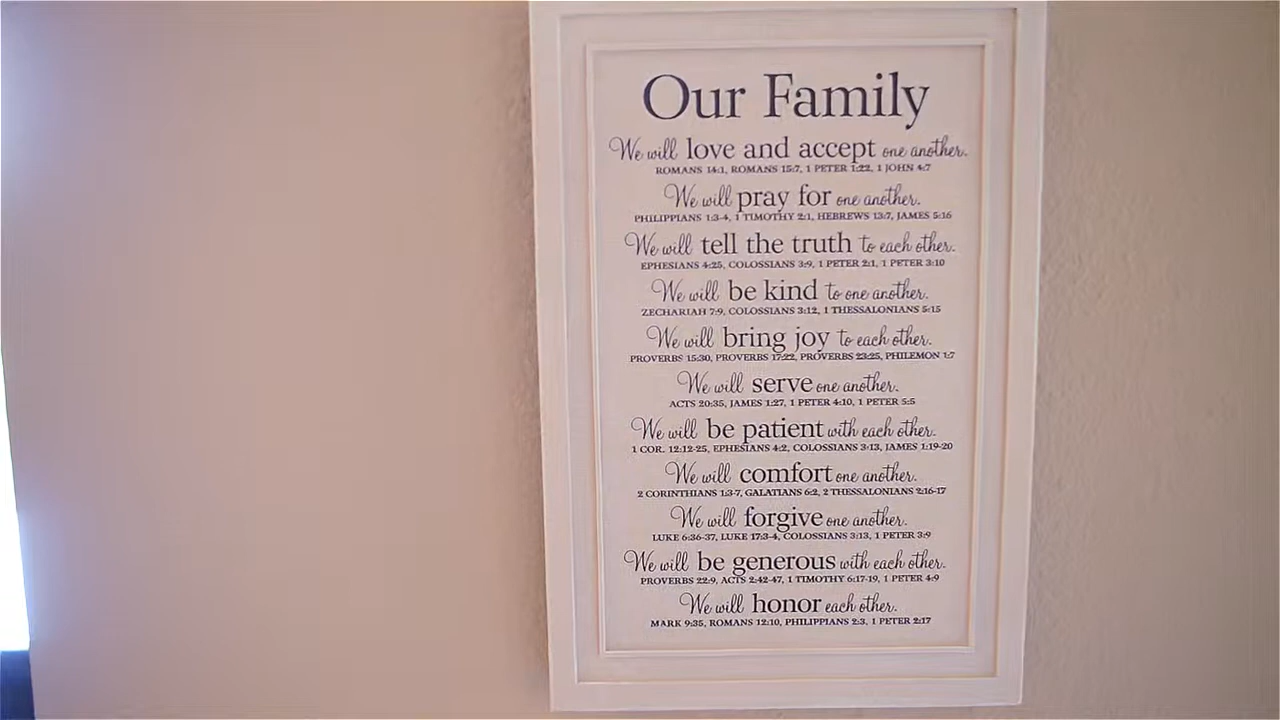 Our Family
We will love and accept one another.
ROMANS 14:1, ROMANS 15:7, 1 PETER 1:22, 1 JOHN 4:7
We will pray for one another.
PHILIPPIANS 1:3-4, 1 TIMOTHY 2:1, HEBREWS 13:7, JAMES 5:16
We will tell the truth to each other.
EPHESIANS 4:25, COLOSSIANS 3:9, 1 PETER 2:1, 1 PETER 3:10
We will be kind to one another.
ZECHARIAH 7:9, COLOSSIANS 3:12, 1 THESSALONIANS 5:15
We will bring joy to each other.
PROVERBS 15:30, PROVERBS 17:22, PROVERBS 23:25, PHILEMON 1:7
We will serve one another.
ACTS 20:35, JAMES 1:27, 1 PETER 4:10, 1 PETER 5:5
We will be patient with each other.
1 COR. 12:12-25, EPHESIANS 4:2, COLOSSIANS 3:13, JAMES 1:19-20
We will comfort one another.
2 CORINTHIANS 1:3-7, GALATIANS 6:2, 2 THESSALONIANS 2:16-17
We will forgive one another.
LUKE 6:36-37, LUKE 17:3-4, COLOSSIANS 3:13, 1 PETER 3:9
We will be generous with each other.
PROVERBS 22:9, ACTS 2:42-47, 1 TIMOTHY 6:17-19, 1 PETER 4:9
We will honor each other.
MARK 9:35, ROMANS 12:10, PHILIPPIANS 2:3, 1 PETER 2:17